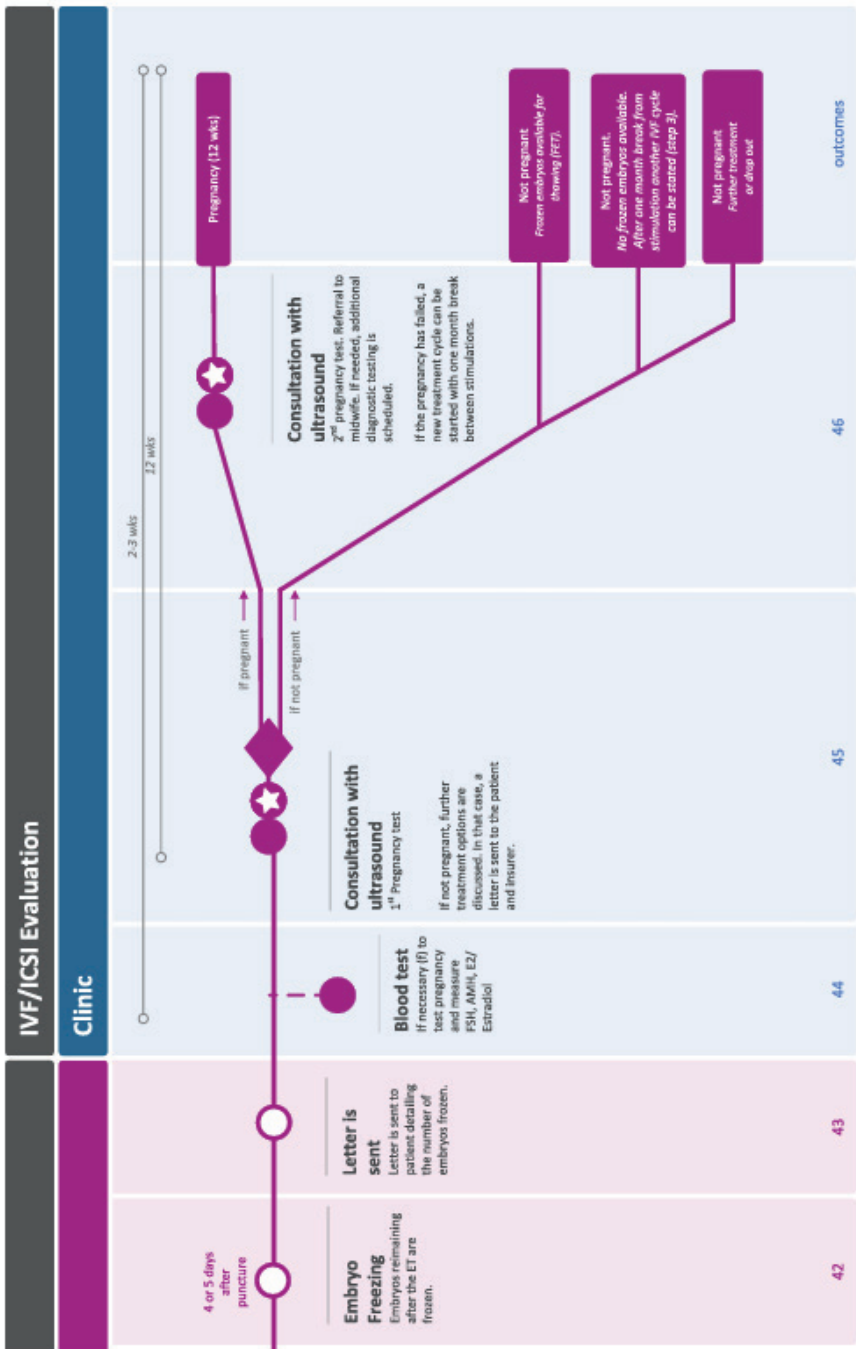 IVF/ICSI Evaluation
Clinic
2-3 wks
12 wks
4 or 5 days
after
puncture
Embryo
Freezing
Embryos reimaining
after the ET are
frozen.
42
Letter is
sent
Letter is sent to
patient detailing
the number of
embryos frozen.
43
Blood test
If necessary (f) to
test pregnancy
and measure
FSH, AMH, E2/
Estradiol
44
Consultation with
ultrasound
1st Pregnancy test
If not pregnant, further
treatment options are
discussed. In that case, a
letter is sent to the patient
and insurer.
45
if pregnant
if not pregnant
Consultation with
ultrasound
2nd pregnancy test. Referral to
midwife. If needed, additional
diagnostic testing is
scheduled.
If the pregnancy has failed, a
new treatment cycle can be
started with one month break
between stimulations.
46
Pregnancy (12 wks)
Not pregnant
Frozen embryos available for
thawing (FET).
Not pregnant.
No frozen embryos available.
After one month break from
stimulation another IVF cycle
can be stated (step 3).
Not pregnant
Further treatment
or drop out
outcomes